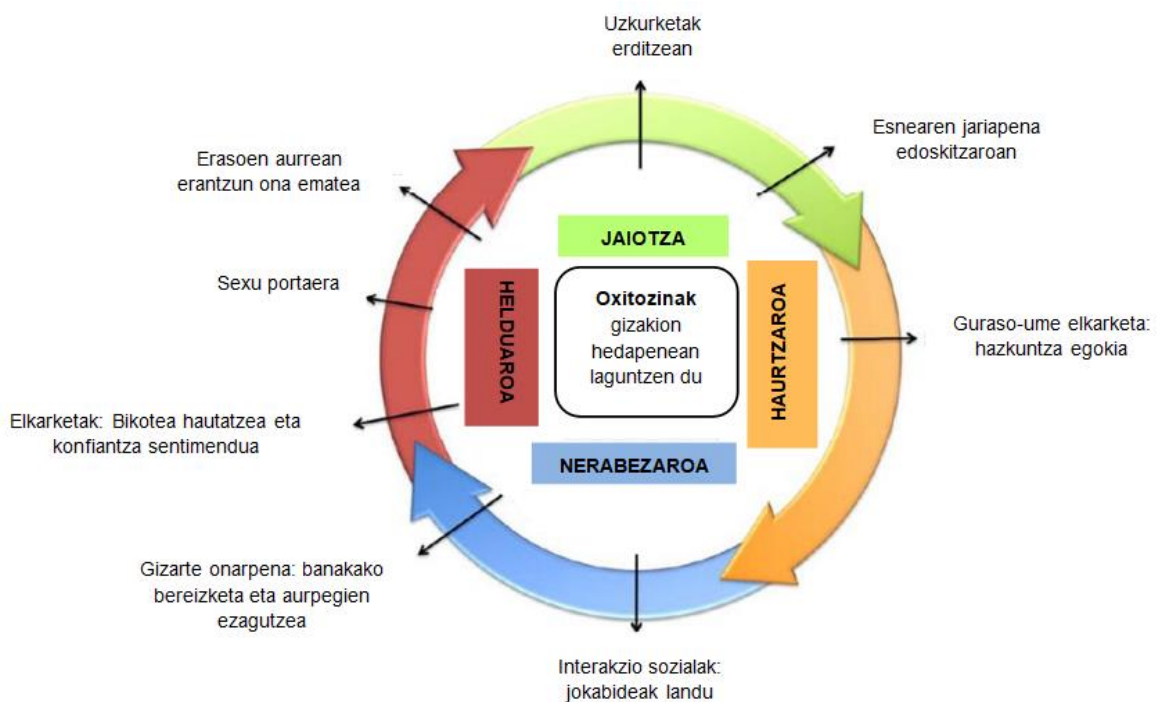 Uzkurketak
erditzean
Esnearen jariapena
edoskitzaroan
Erasoen aurrean
erantzun ona ematea
JAIOTZA
Sexu portaera
HELDUAROA
Oxitozinak
gizakion
hedapenean
laguntzen du
HAURTZAROA
Guraso-ume elkarketa:
hazkuntza egokia
Elkarketak: Bikotea hautatzea eta
konfiantza sentimendua
NERABEZAROA
Gizarte onarpena: banakako
bereizketa eta aurpegien
ezagutzea
Interakzio sozialak:
jokabideak landu